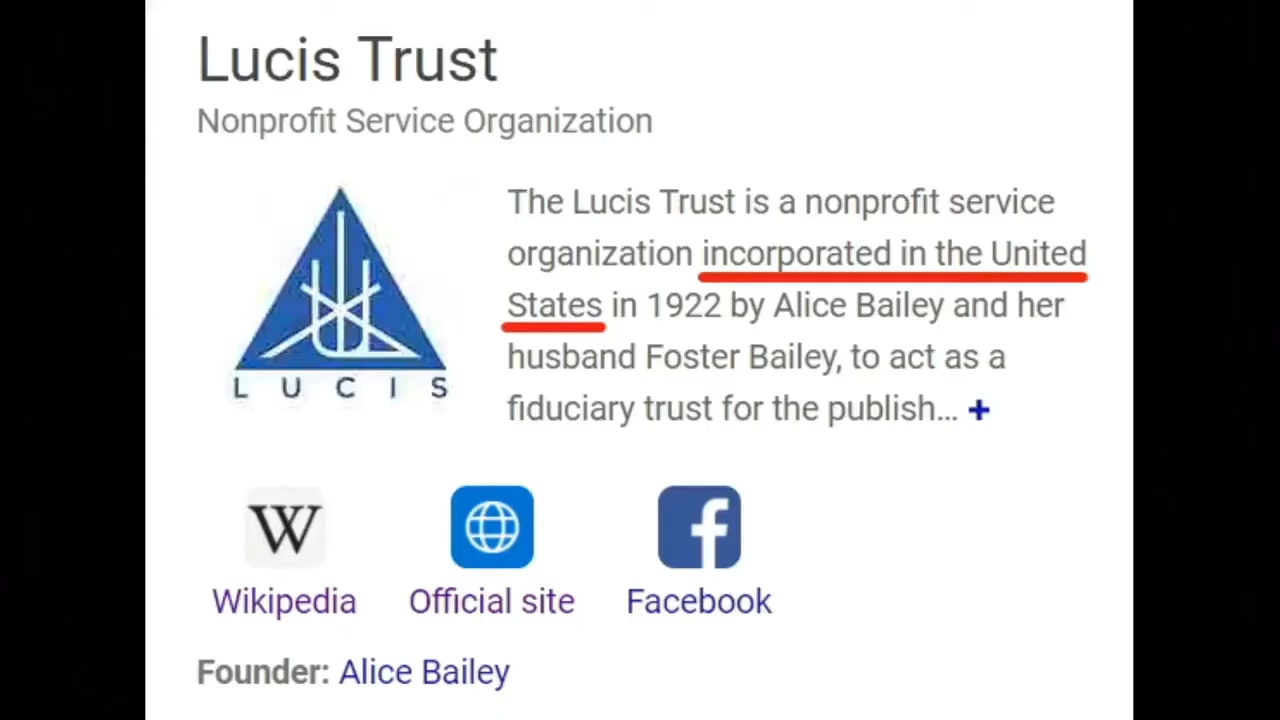 Lucis Trust
Nonprofit Service Organization
The Lucis Trust is a nonprofit service
organization incorporated in the United
States in 1922 by Alice Bailey and her
husband Foster Bailey, to act as a
fiduciary trust for the publish... +
L U C I S
W
f
Wikipedia Official site Facebook
Founder: Alice Bailey